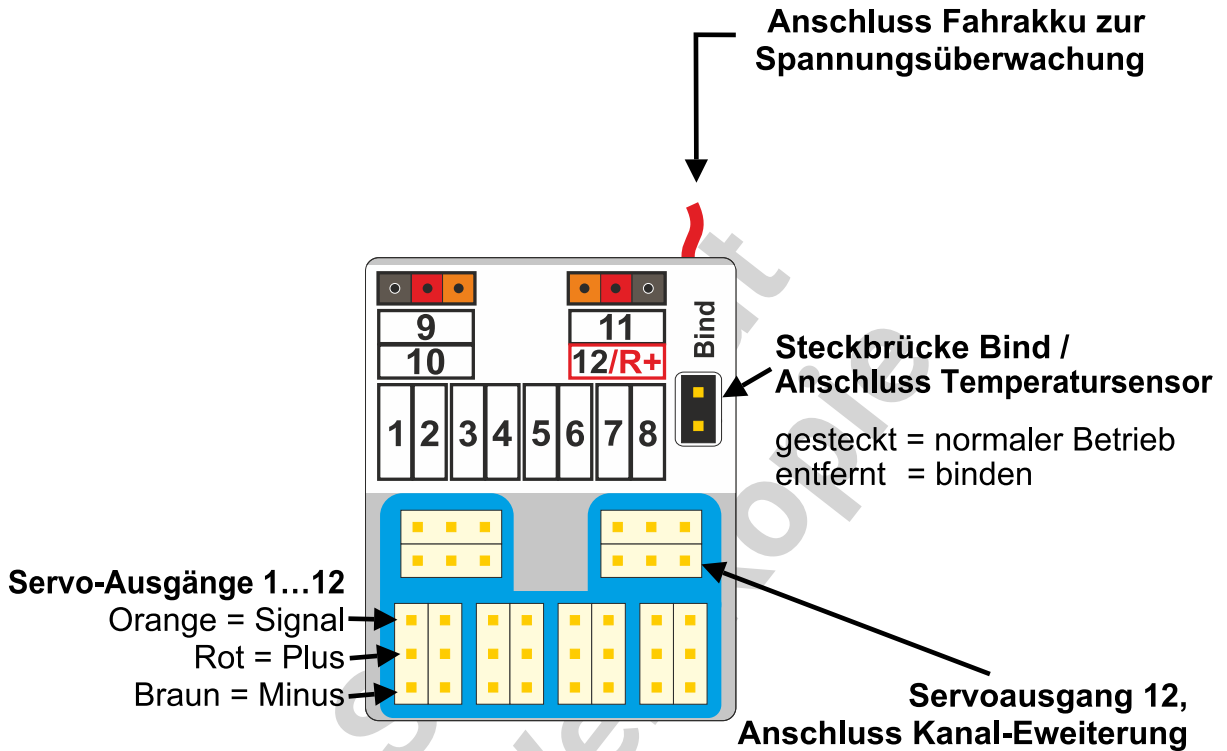 Anschluss Fahrakku zur
Spannungsüberwachung
9
10
11
12/R+
Bind
1 2 3 4 5 6 7 8
Steckbrücke Bind /
Anschluss Temperatursensor
gesteckt = normaler Betrieb
entfernt = binden
Servo-Ausgänge 1...12
Orange = Signal
Rot = Plus
Braun = Minus
Servoausgang 12,
Anschluss Kanal-Eweiterung